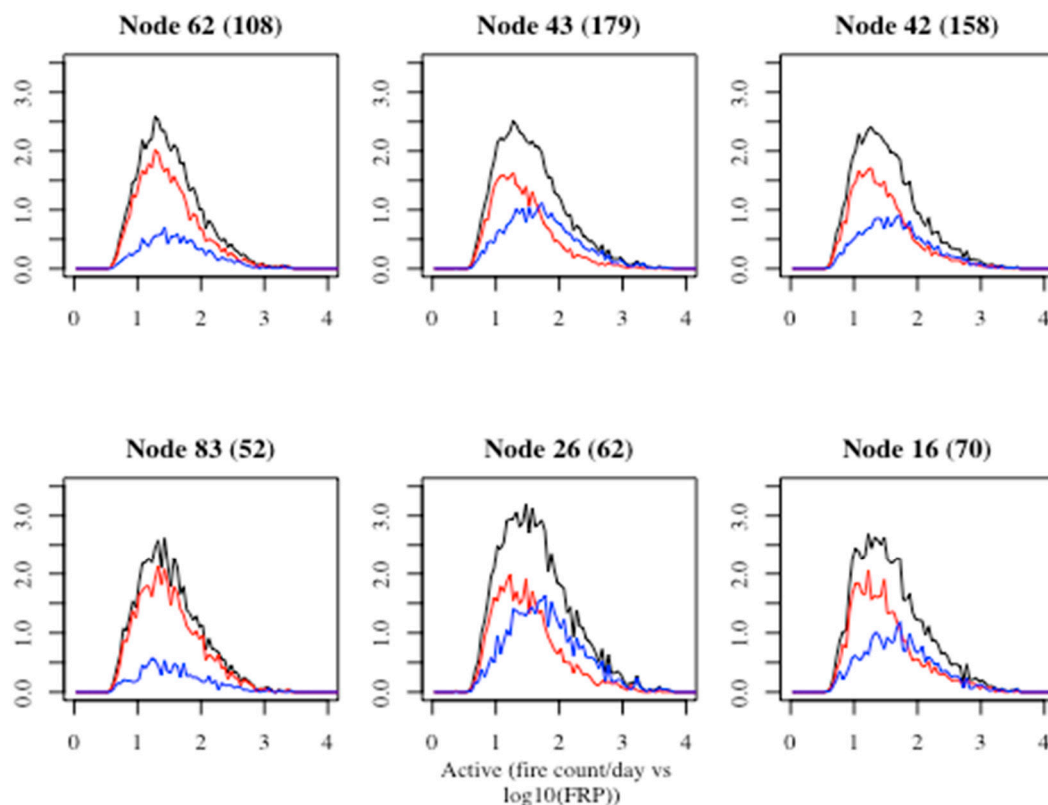 Node 62 (108) Node 43 (179) Node 42 (158)
3.0 3.0 3.0
2.0 2.0 2.0
1.0 1.0 1.0
0.0 0.0 0.0
0 1 2 3 4 0 1 2 3 4 0 1 2 3 4
Node 83 (52) Node 26 (62) Node 16 (70)
3.0 3.0 3.0
2.0 2.0 2.0
1.0 1.0 1.0
0.0 0.0 0.0
0 1 2 3 4 0 1 2 3 4 0 1 2 3 4
Active (fire count/day vs
log10(FRP))